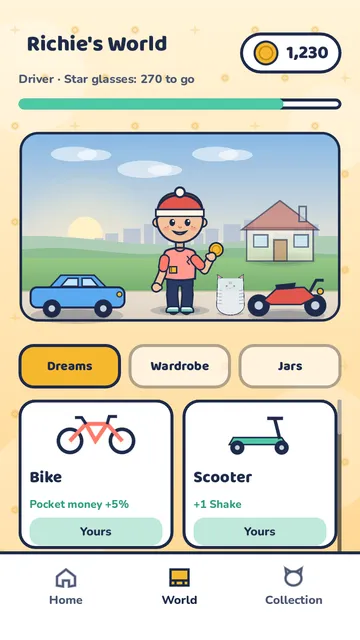 Richie's World
1,230
Driver · Star glasses: 270 to go
Dreams
Wardrobe
Jars
Bike
Scooter
Pocket money +5%
+1 Shake
Yours
Yours
Home
World
Collection